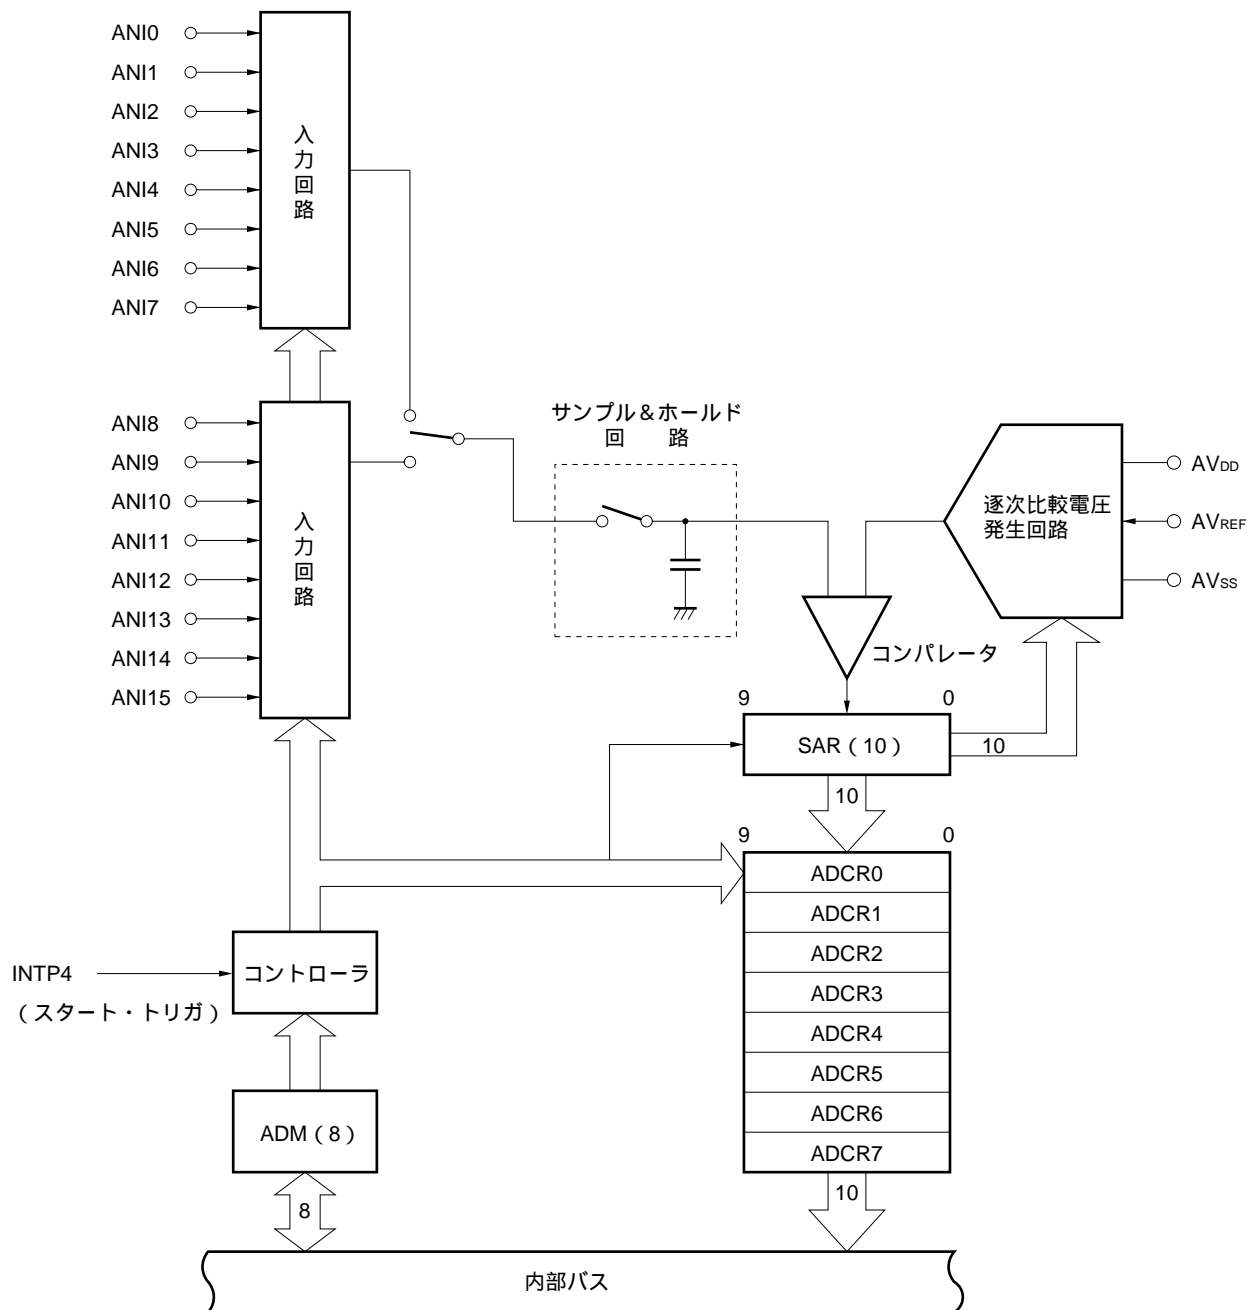 ANI0
ANI1
ANI2
ANI3
ANI4
ANI5
ANI6
ANI7
入力回路
ANI8
ANI9
ANI10
ANI11
ANI12
ANI13
ANI14
ANI15
入力回路
サンプル&ホールド
回 路
逐次比較電圧
発生回路
AVDD
AVREF
AVSS
コンパレータ
9 0
SAR(10)
10
10
9 0
ADCR0
ADCR1
ADCR2
ADCR3
ADCR4
ADCR5
ADCR6
ADCR7
10
INTP4
(スタート・トリガ)
コントローラ
ADM(8)
8
内部バス